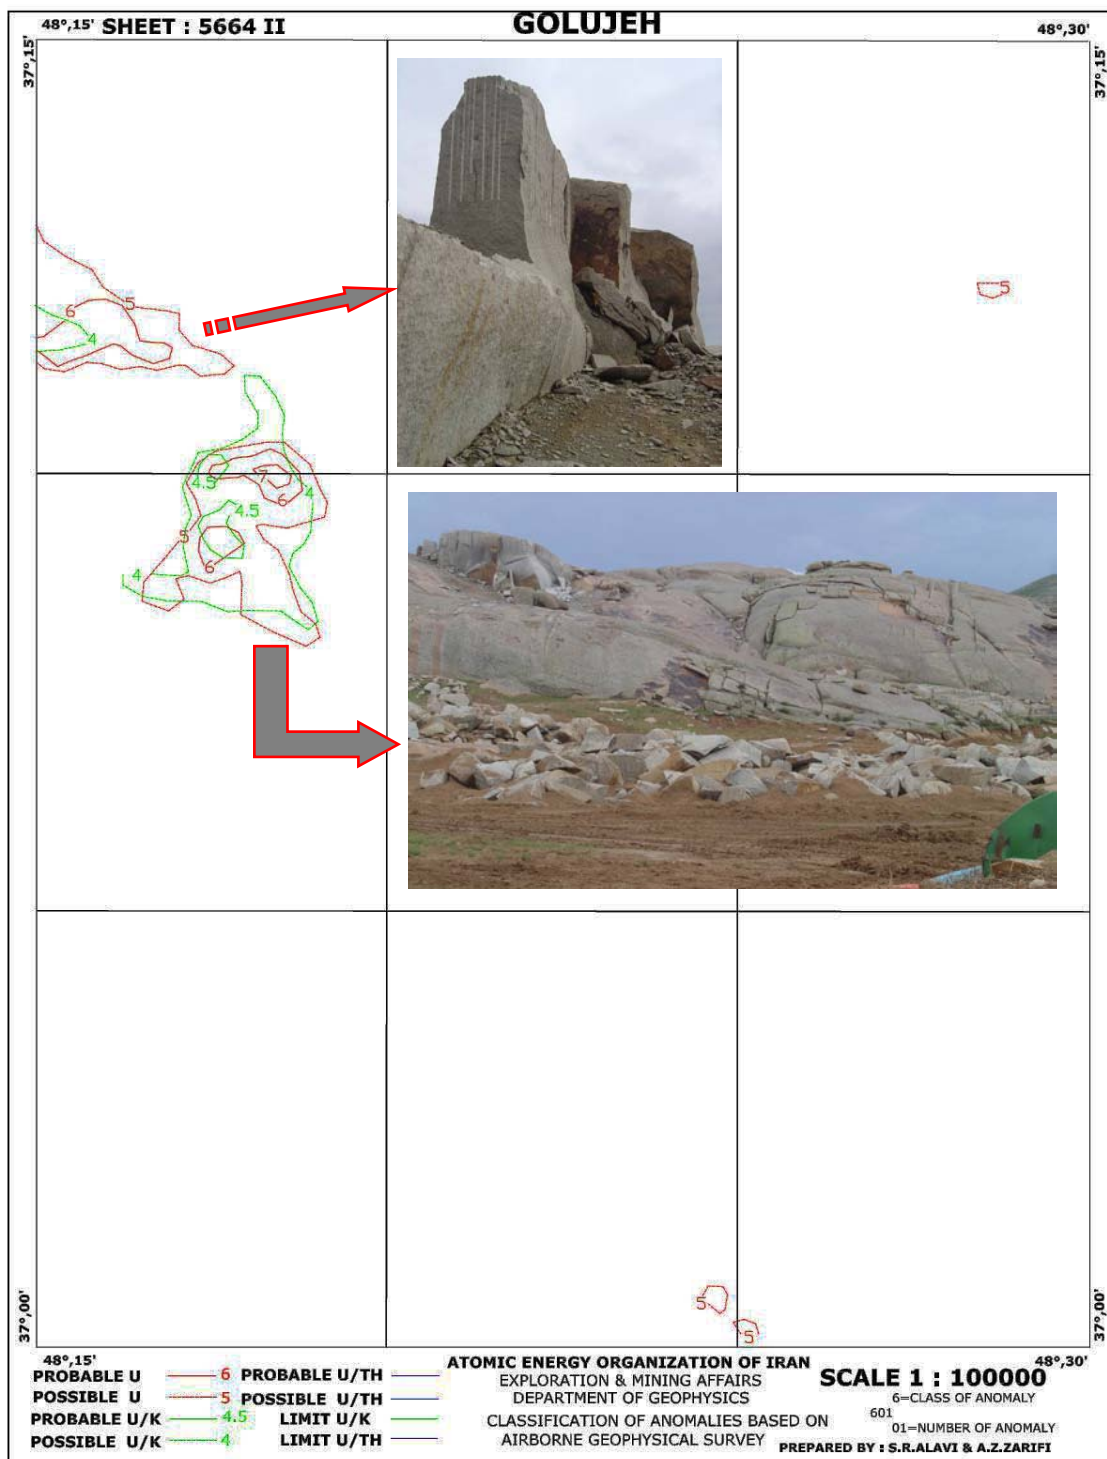 GOLUJEH
48°,15' SHEET : 5664 II
48°,30'
37°,15'
37°,15'
5
6
4
5
4.5
7
6
4
4.5
5
6
4
5
5
37°,00'
37°,00'
48°,15'
48°,30'
PROBABLE U 6 PROBABLE U/TH
POSSIBLE U 5 POSSIBLE U/TH
PROBABLE U/K 4.5 LIMIT U/K
POSSIBLE U/K 4 LIMIT U/TH
ATOMIC ENERGY ORGANIZATION OF IRAN
EXPLORATION & MINING AFFAIRS
DEPARTMENT OF GEOPHYSICS
CLASSIFICATION OF ANOMALIES BASED ON
AIRBORNE GEOPHYSICAL SURVEY
SCALE 1 : 100000
6=CLASS OF ANOMALY
601
01=NUMBER OF ANOMALY
PREPARED BY : S.R.ALAVI & A.Z.ZARIFI